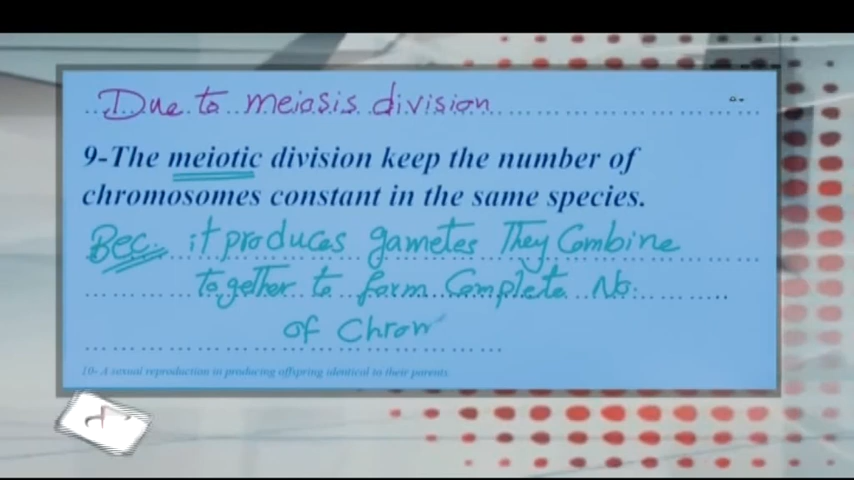 Due to meiosis division
9-The meiotic division keep the number of
chromosomes constant in the same species.
Bec. it produces gametes They Combine
together to form Complete No.
of Chrom
10- A sexual reproduction in producing offspring identical to their parents.